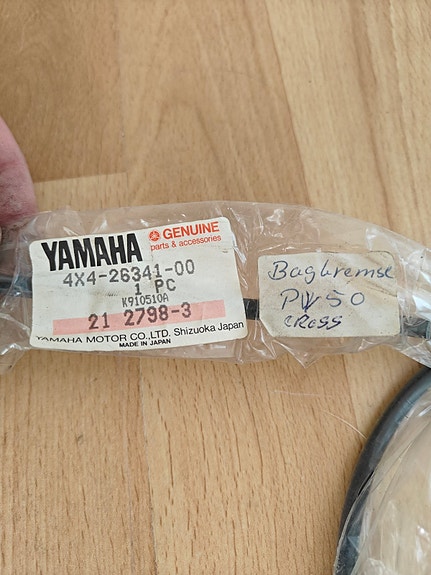 YAMAHA
GENUINE
parts & accessories
4X4-26341-00
1 PC
K910510A
21 2798-3
YAMAHA MOTOR CO.,LTD. Shizuoka Japan
MADE IN JAPAN
Bagbremse
PW50
CROSS